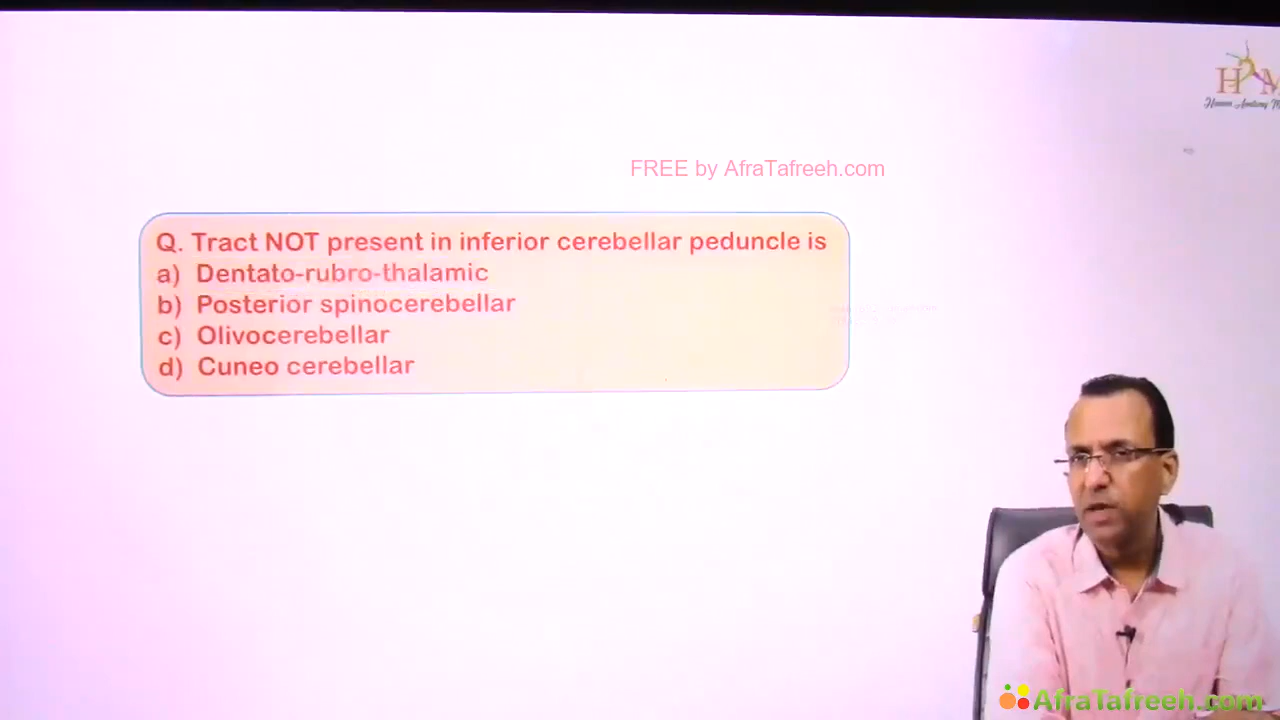 H M
FREE by AfraTafreeh.com
Q. Tract NOT present in inferior cerebellar peduncle is
a) Dentato-rubro-thalamic
b) Posterior spinocerebellar
c) Olivocerebellar
d) Cuneo cerebellar
AfraTafreeh.com